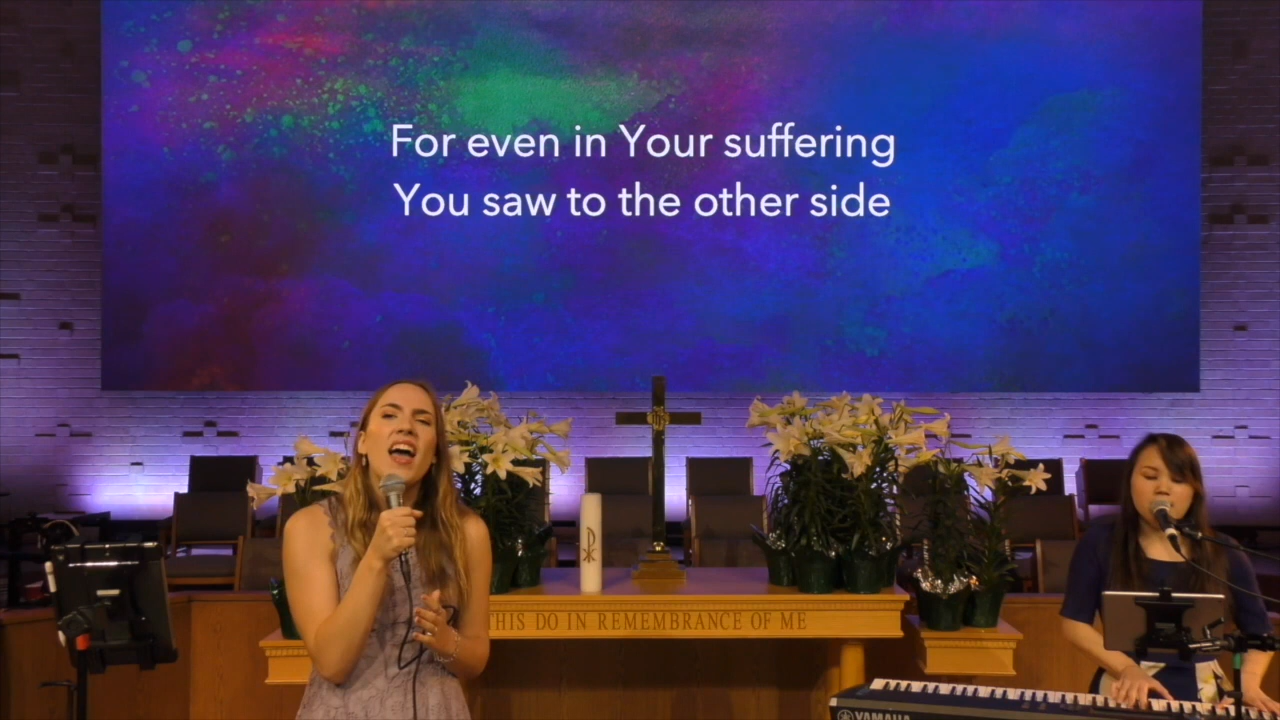 For even in Your suffering
You saw to the other side
THIS DO IN REMEMBRANCE OF ME
YAMAHA